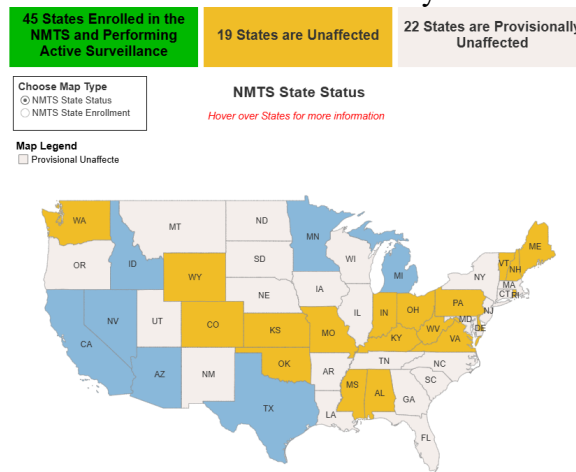 45 States Enrolled in the
NMTS and Performing
Active Surveillance
19 States are Unaffected
22 States are Provisionally
Unaffected
Choose Map Type
NMTS State Status
NMTS State Enrollment
NMTS State Status
Hover over States for more information
Map Legend
Provisional Unaffecte
WA
MT
ND
MN
ME
OR
ID
SD
WI
MI
VT
NH
NY
MA
WY
NE
IA
CT
RI
PA
NV
UT
CO
KS
MO
IL
IN
OH
NJ
MD
DE
WV
VA
KY
CA
AZ
NM
OK
AR
TN
NC
SC
MS
AL
GA
TX
LA
FL